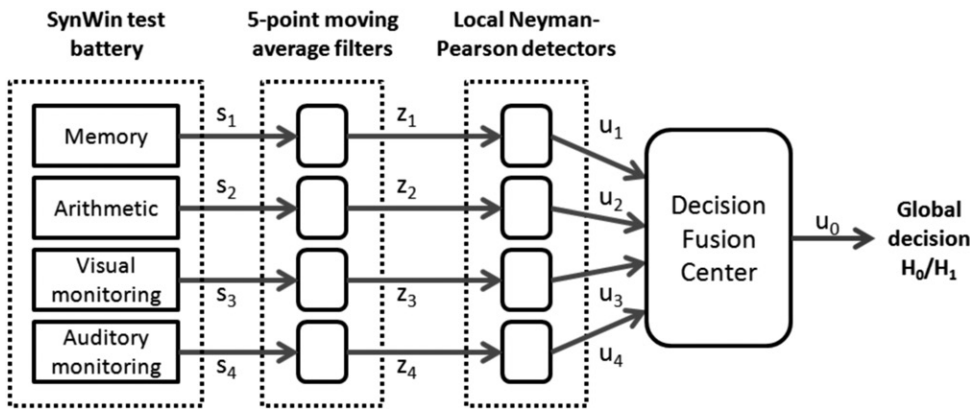 SynWin test
battery
5-point moving
average filters
Local Neyman-
Pearson detectors
Memory
s1
z1
u1
Arithmetic
s2
z2
u2
Visual
monitoring
s3
z3
u3
Auditory
monitoring
s4
z4
u4
Decision
Fusion
Center
u0
Global
decision
H0/H1